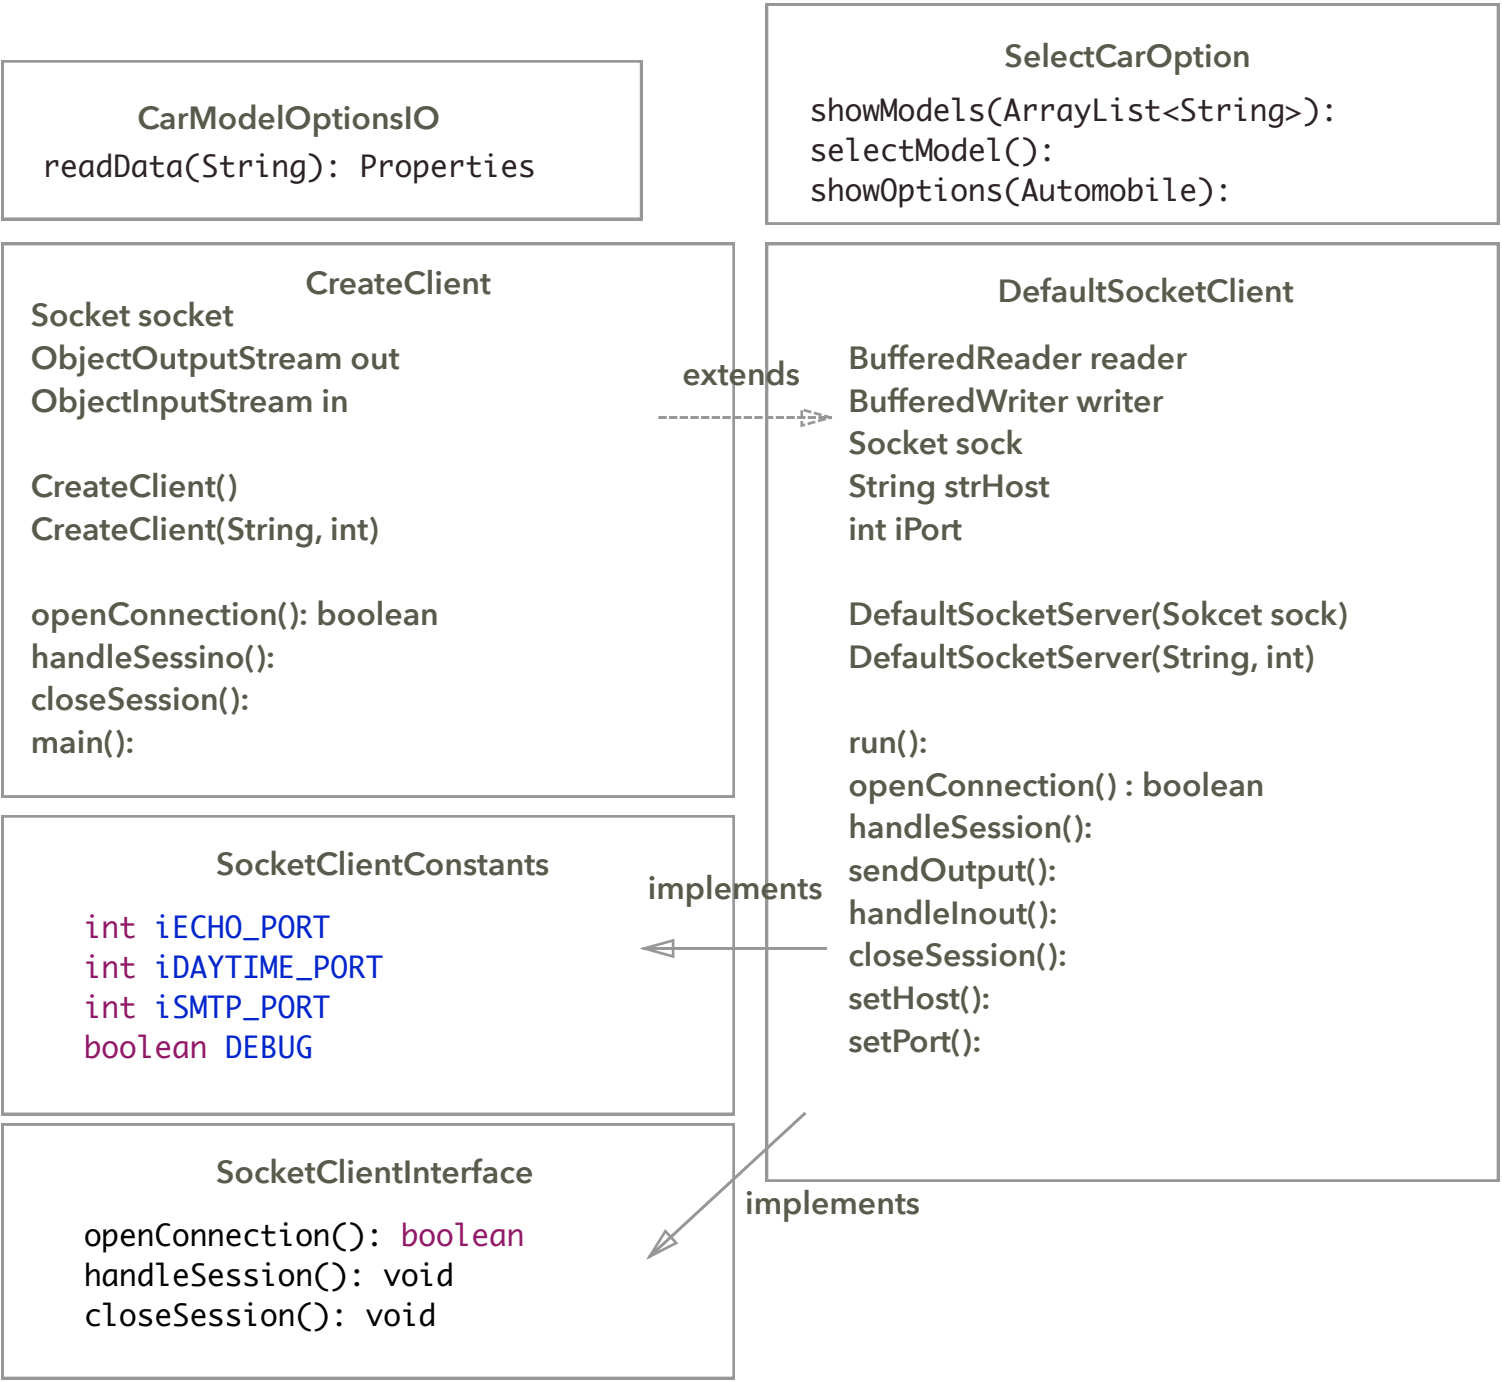 CarModelOptionsIO
readData(String): Properties
SelectCarOption
showModels(ArrayList<String>):
selectModel():
showOptions(Automobile):
CreateClient
Socket socket
ObjectOutputStream out
ObjectInputStream in
CreateClient()
CreateClient(String, int)
openConnection(): boolean
handleSessino():
closeSession():
main():
extends
DefaultSocketClient
BufferedReader reader
BufferedWriter writer
Socket sock
String strHost
int iPort
DefaultSocketServer(Sokcet sock)
DefaultSocketServer(String, int)
run():
openConnection() : boolean
handleSession():
sendOutput():
handleInout():
closeSession():
setHost():
setPort():
SocketClientConstants
int iECHO_PORT
int iDAYTIME_PORT
int iSMTP_PORT
boolean DEBUG
implements
SocketClientInterface
openConnection(): boolean
handleSession(): void
closeSession(): void
implements